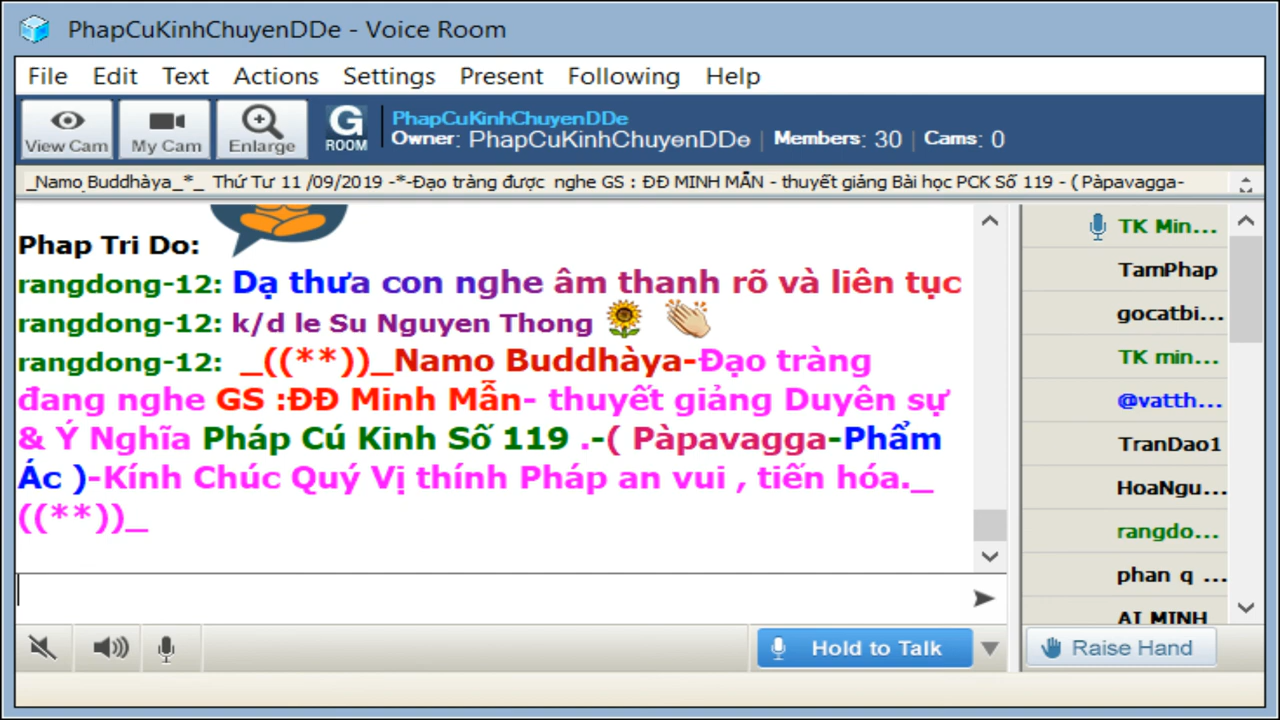 PhapCuKinhChuyenDDe - Voice Room
File Edit Text Actions Settings Present Following Help
View Cam My Cam Enlarge
G ROOM
PhapCuKinhChuyenDDe
Owner: PhapCuKinhChuyenDDe | Members: 30 | Cams: 0
_Namo Buddhàya_*_ Thứ Tư 11 /09/2019 -*-Đạo tràng được nghe GS : ĐĐ MINH MẪN - thuyết giảng Bài học PCK Số 119 - ( Pàpavagga-
Phap Tri Do:
rangdong-12: Dạ thưa con nghe âm thanh rõ và liên tục
rangdong-12: k/d le Su Nguyen Thong
rangdong-12: _((**))_Namo Buddhàya-Đạo tràng
đang nghe GS :ĐĐ Minh Mẫn- thuyết giảng Duyên sự
& Ý Nghĩa Pháp Cú Kinh Số 119 .-( Pàpavagga-Phẩm
Ác )-Kính Chúc Quý Vị thính Pháp an vui , tiến hóa._
((**))_
TK Min...
TamPhap
gocatbi...
TK min...
@vatth...
TranDao1
HoaNgu...
rangdo...
phan q ...
AI MINH
Hold to Talk
Raise Hand